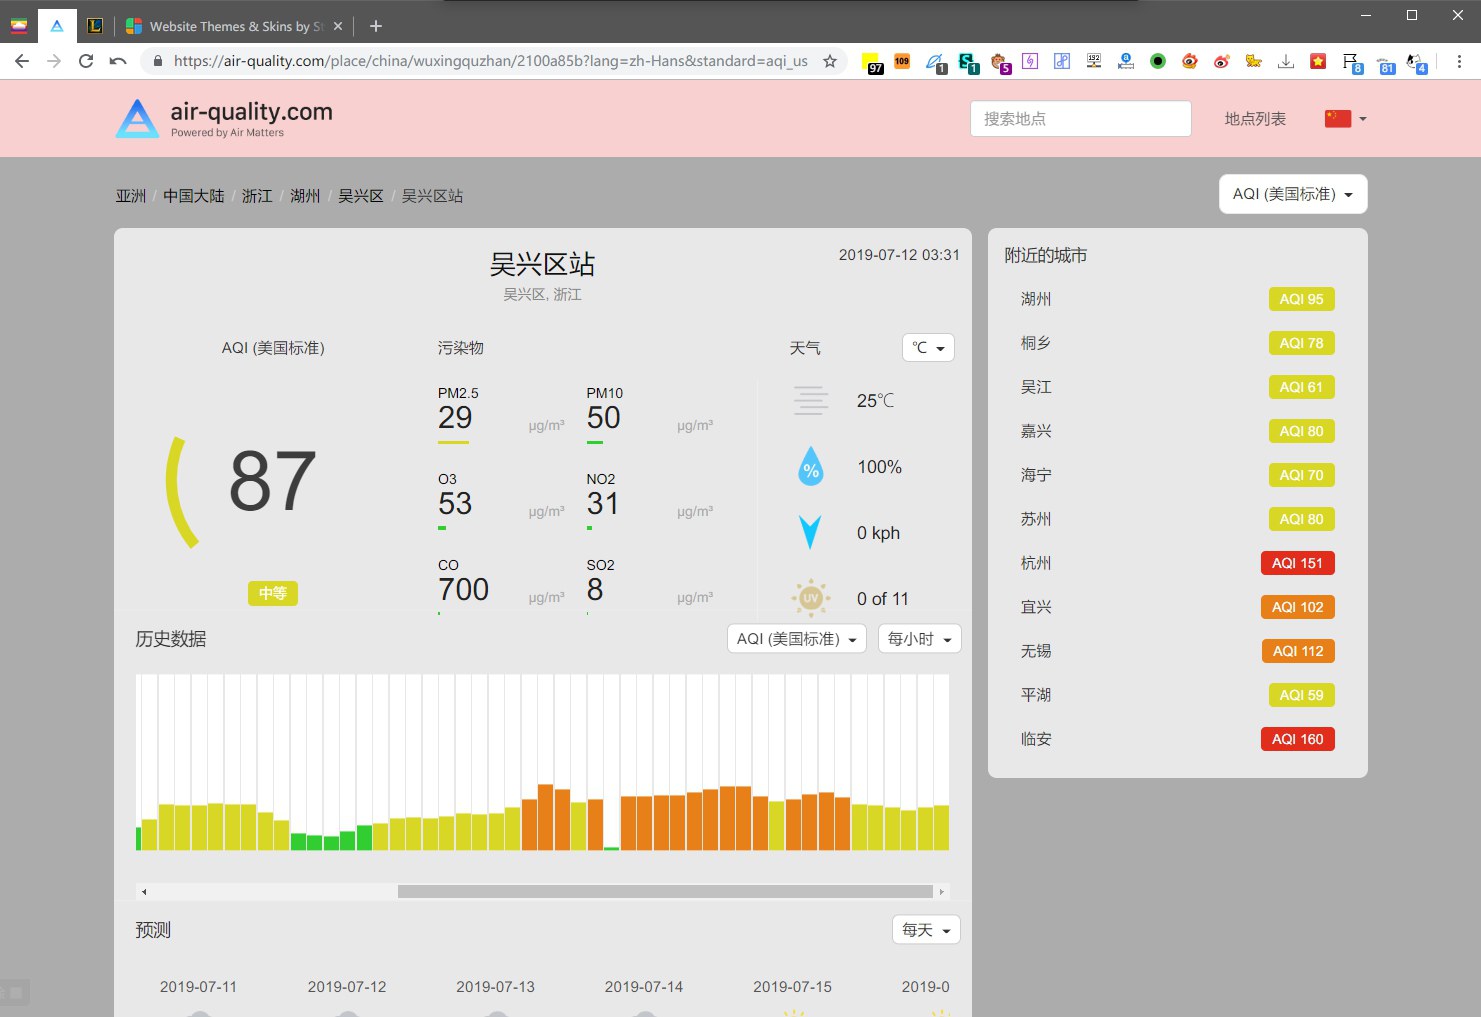 Website Themes & Skins by St
https://air-quality.com/place/china/wuxingquzhan/2100a85b?lang=zh-Hans&standard=aqi_us
97 109 1 1 5 192 8 81 4
air-quality.com
Powered by Air Matters
搜索地点
地点列表
亚洲 / 中国大陆 / 浙江 / 湖州 / 吴兴区 / 吴兴区站
AQI (美国标准)
吴兴区站
2019-07-12 03:31
吴兴区, 浙江
AQI (美国标准)
87
中等
污染物
PM2.5
29 µg/m³
PM10
50 µg/m³
O3
53 µg/m³
NO2
31 µg/m³
CO
700 µg/m³
SO2
8 µg/m³
天气
℃
25℃
%
100%
0 kph
UV
0 of 11
历史数据
AQI (美国标准)
每小时
预测
每天
2019-07-11
2019-07-12
2019-07-13
2019-07-14
2019-07-15
2019-0
附近的城市
湖州 AQI 95
桐乡 AQI 78
吴江 AQI 61
嘉兴 AQI 80
海宁 AQI 70
苏州 AQI 80
杭州 AQI 151
宜兴 AQI 102
无锡 AQI 112
平湖 AQI 59
临安 AQI 160